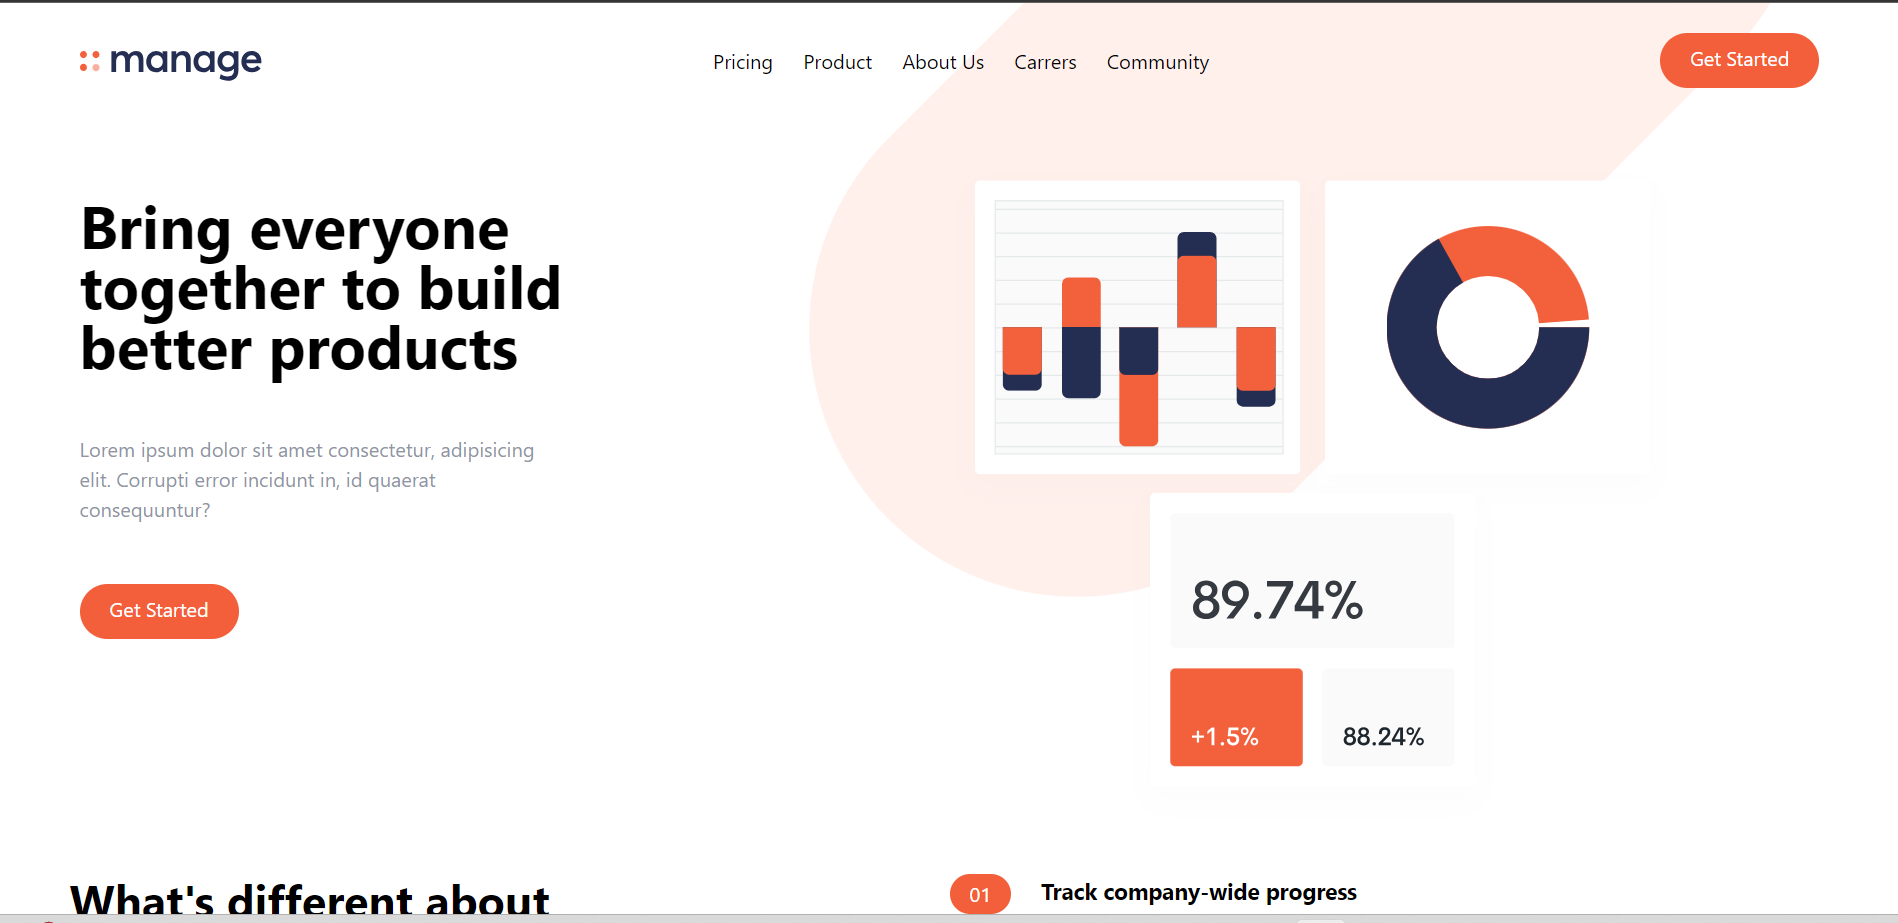 manage
Pricing Product About Us Carrers Community
Get Started
Bring everyone
together to build
better products
Lorem ipsum dolor sit amet consectetur, adipisicing
elit. Corrupti error incidunt in, id quaerat
consequuntur?
Get Started
89.74%
+1.5%
88.24%
What's different about
01
Track company-wide progress